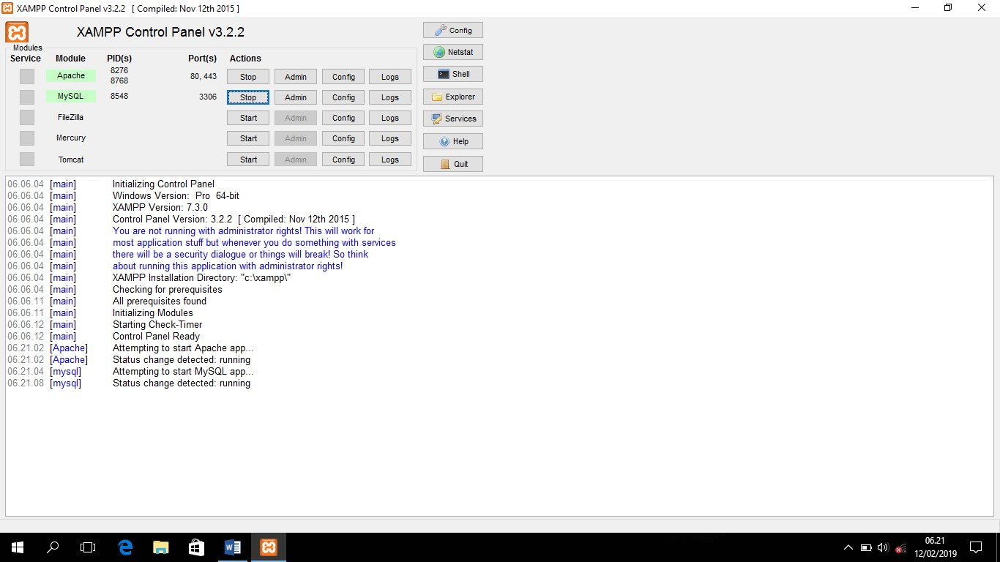 XAMPP Control Panel v3.2.2 [ Compiled: Nov 12th 2015 ]
XAMPP Control Panel v3.2.2
Modules
Service Module PID(s) Port(s) Actions
Apache 8276 8768 80, 443 Stop Admin Config Logs
MySQL 8548 3306 Stop Admin Config Logs
FileZilla Start Admin Config Logs
Mercury Start Admin Config Logs
Tomcat Start Admin Config Logs
Config
Netstat
Shell
Explorer
Services
Help
Quit
06.06.04 [main] Initializing Control Panel
06.06.04 [main] Windows Version: Pro 64-bit
06.06.04 [main] XAMPP Version: 7.3.0
06.06.04 [main] Control Panel Version: 3.2.2 [ Compiled: Nov 12th 2015 ]
06.06.04 [main] You are not running with administrator rights! This will work for
06.06.04 [main] most application stuff but whenever you do something with services
06.06.04 [main] there will be a security dialogue or things will break! So think
06.06.04 [main] about running this application with administrator rights!
06.06.04 [main] XAMPP Installation Directory: "c:\xampp\"
06.06.04 [main] Checking for prerequisites
06.06.11 [main] All prerequisites found
06.06.11 [main] Initializing Modules
06.06.12 [main] Starting Check-Timer
06.06.12 [main] Control Panel Ready
06.21.02 [Apache] Attempting to start Apache app...
06.21.02 [Apache] Status change detected: running
06.21.04 [mysql] Attempting to start MySQL app...
06.21.08 [mysql] Status change detected: running
06.21
12/02/2019